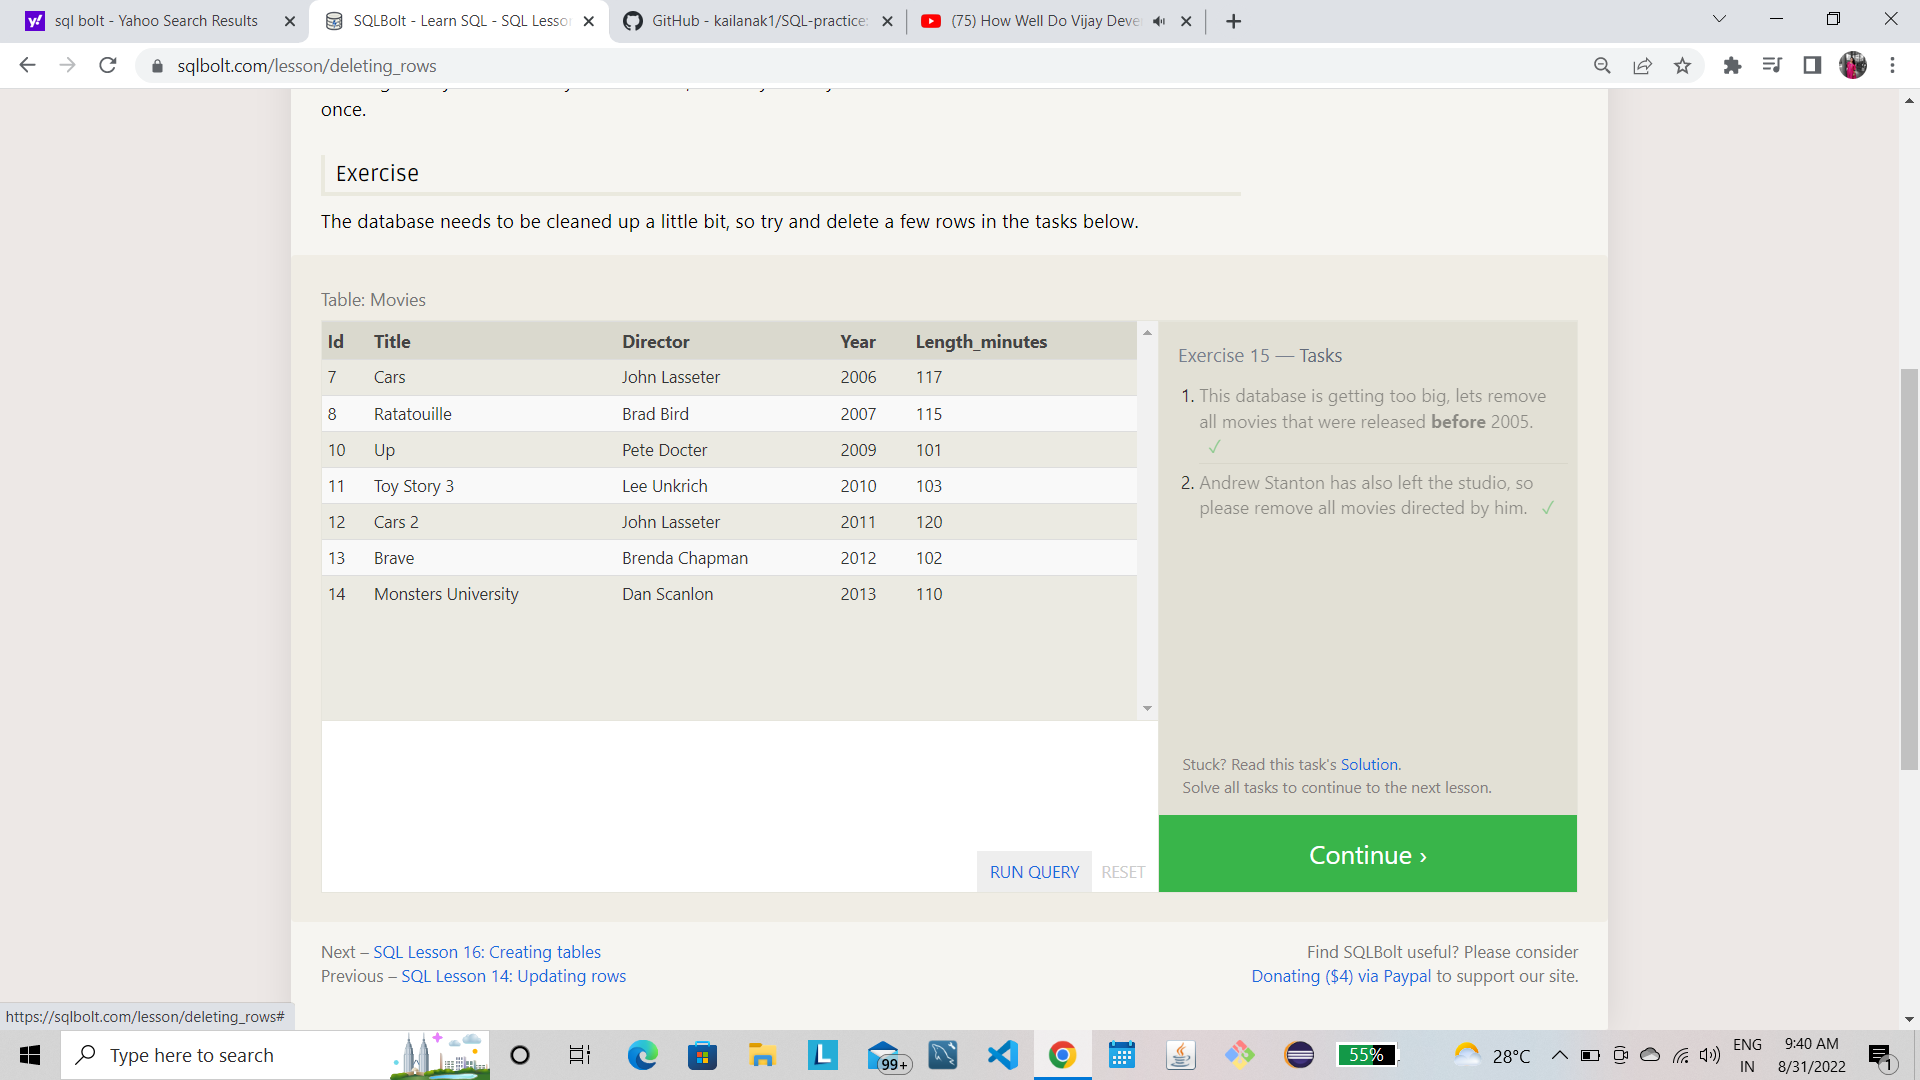 sql bolt - Yahoo Search Results
SQLBolt - Learn SQL - SQL Lesso
GitHub - kailanak1/SQL-practice
(75) How Well Do Vijay Deve
sqlbolt.com/lesson/deleting_rows
once.
Exercise
The database needs to be cleaned up a little bit, so try and delete a few rows in the tasks below.
Table: Movies
Id Title Director Year Length_minutes
7 Cars John Lasseter 2006 117
8 Ratatouille Brad Bird 2007 115
10 Up Pete Docter 2009 101
11 Toy Story 3 Lee Unkrich 2010 103
12 Cars 2 John Lasseter 2011 120
13 Brave Brenda Chapman 2012 102
14 Monsters University Dan Scanlon 2013 110
RUN QUERY RESET
Exercise 15 — Tasks
1. This database is getting too big, lets remove
all movies that were released before 2005.
✓
2. Andrew Stanton has also left the studio, so
please remove all movies directed by him. ✓
Stuck? Read this task's Solution.
Solve all tasks to continue to the next lesson.
Continue ›
Next – SQL Lesson 16: Creating tables
Previous – SQL Lesson 14: Updating rows
Find SQLBolt useful? Please consider
Donating ($4) via Paypal to support our site.
https://sqlbolt.com/lesson/deleting_rows#
Type here to search
L
99+
55%
28°C
ENG
IN
9:40 AM
8/31/2022
1